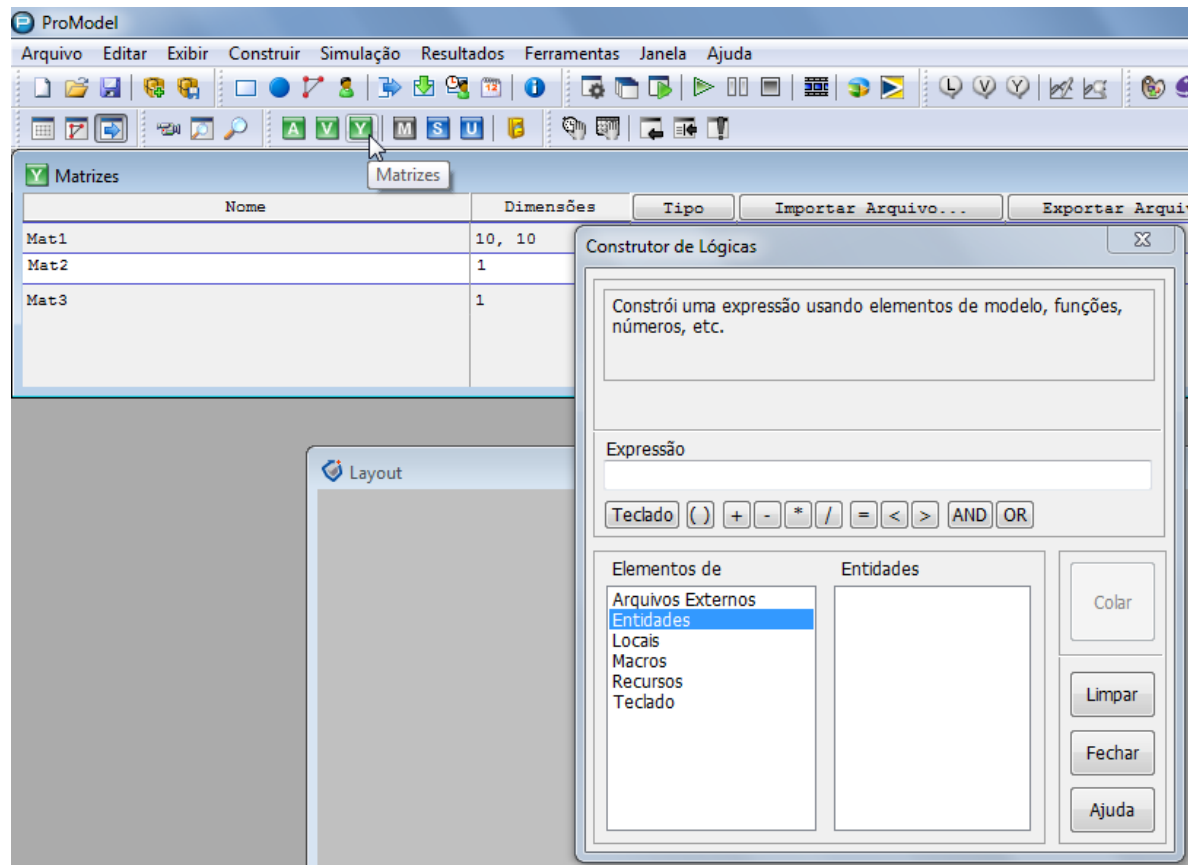 ProModel
Arquivo Editar Exibir Construir Simulação Resultados Ferramentas Janela Ajuda
12
L V Y
A V Y M S U
Y Matrizes
Matrizes
Nome Dimensões Tipo Importar Arquivo... Exportar Arqui
Mat1 10, 10
Mat2 1
Mat3 1
Construtor de Lógicas
Constrói uma expressão usando elementos de modelo, funções,
números, etc.
Expressão
Teclado ( ) + - * / = < > AND OR
Elementos de
Arquivos Externos
Entidades
Locais
Macros
Recursos
Teclado
Entidades
Colar
Limpar
Fechar
Ajuda
Layout